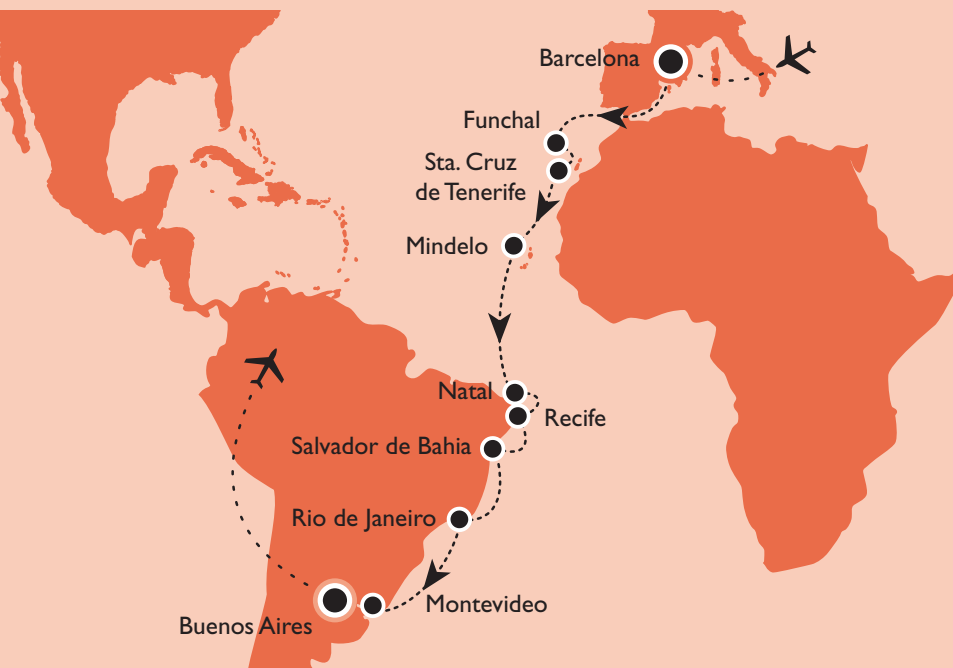 Barcelona
Funchal
Sta. Cruz
de Tenerife
Mindelo
Natal
Recife
Salvador de Bahia
Rio de Janeiro
Montevideo
Buenos Aires